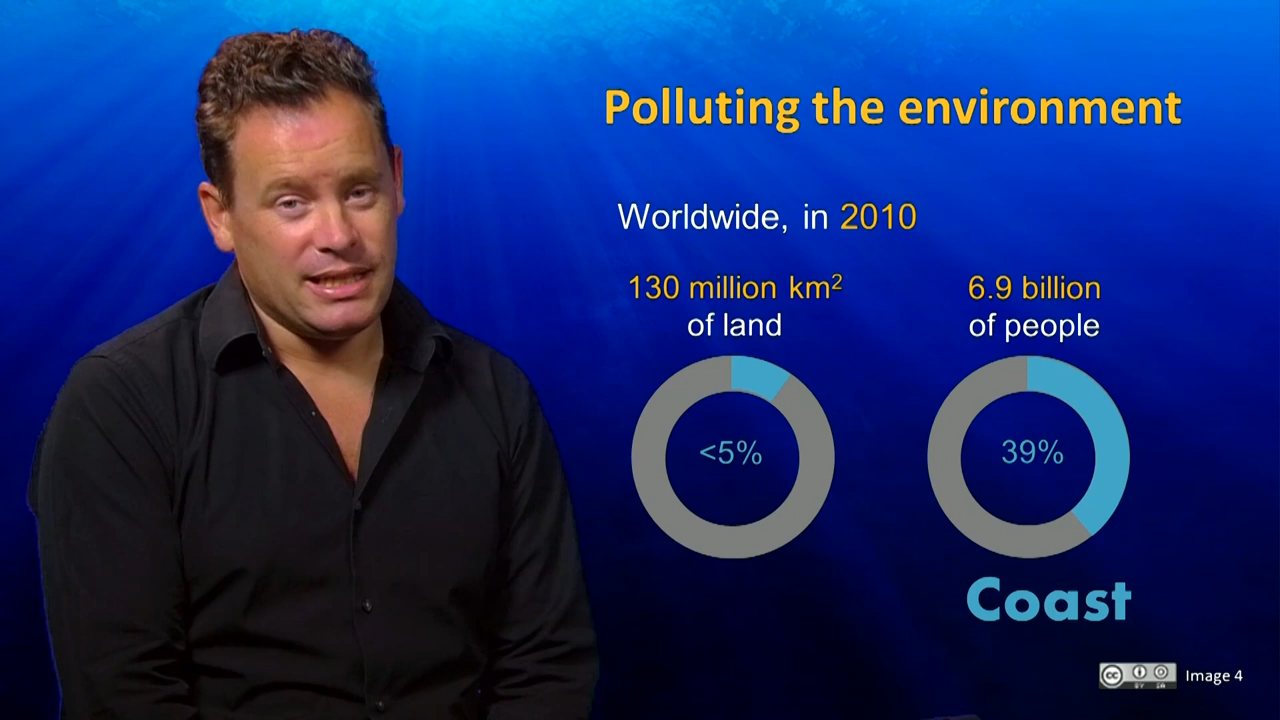 Polluting the environment
Worldwide, in 2010
130 million km²
of land
6.9 billion
of people
<5%
39%
Coast
cc
Image 4